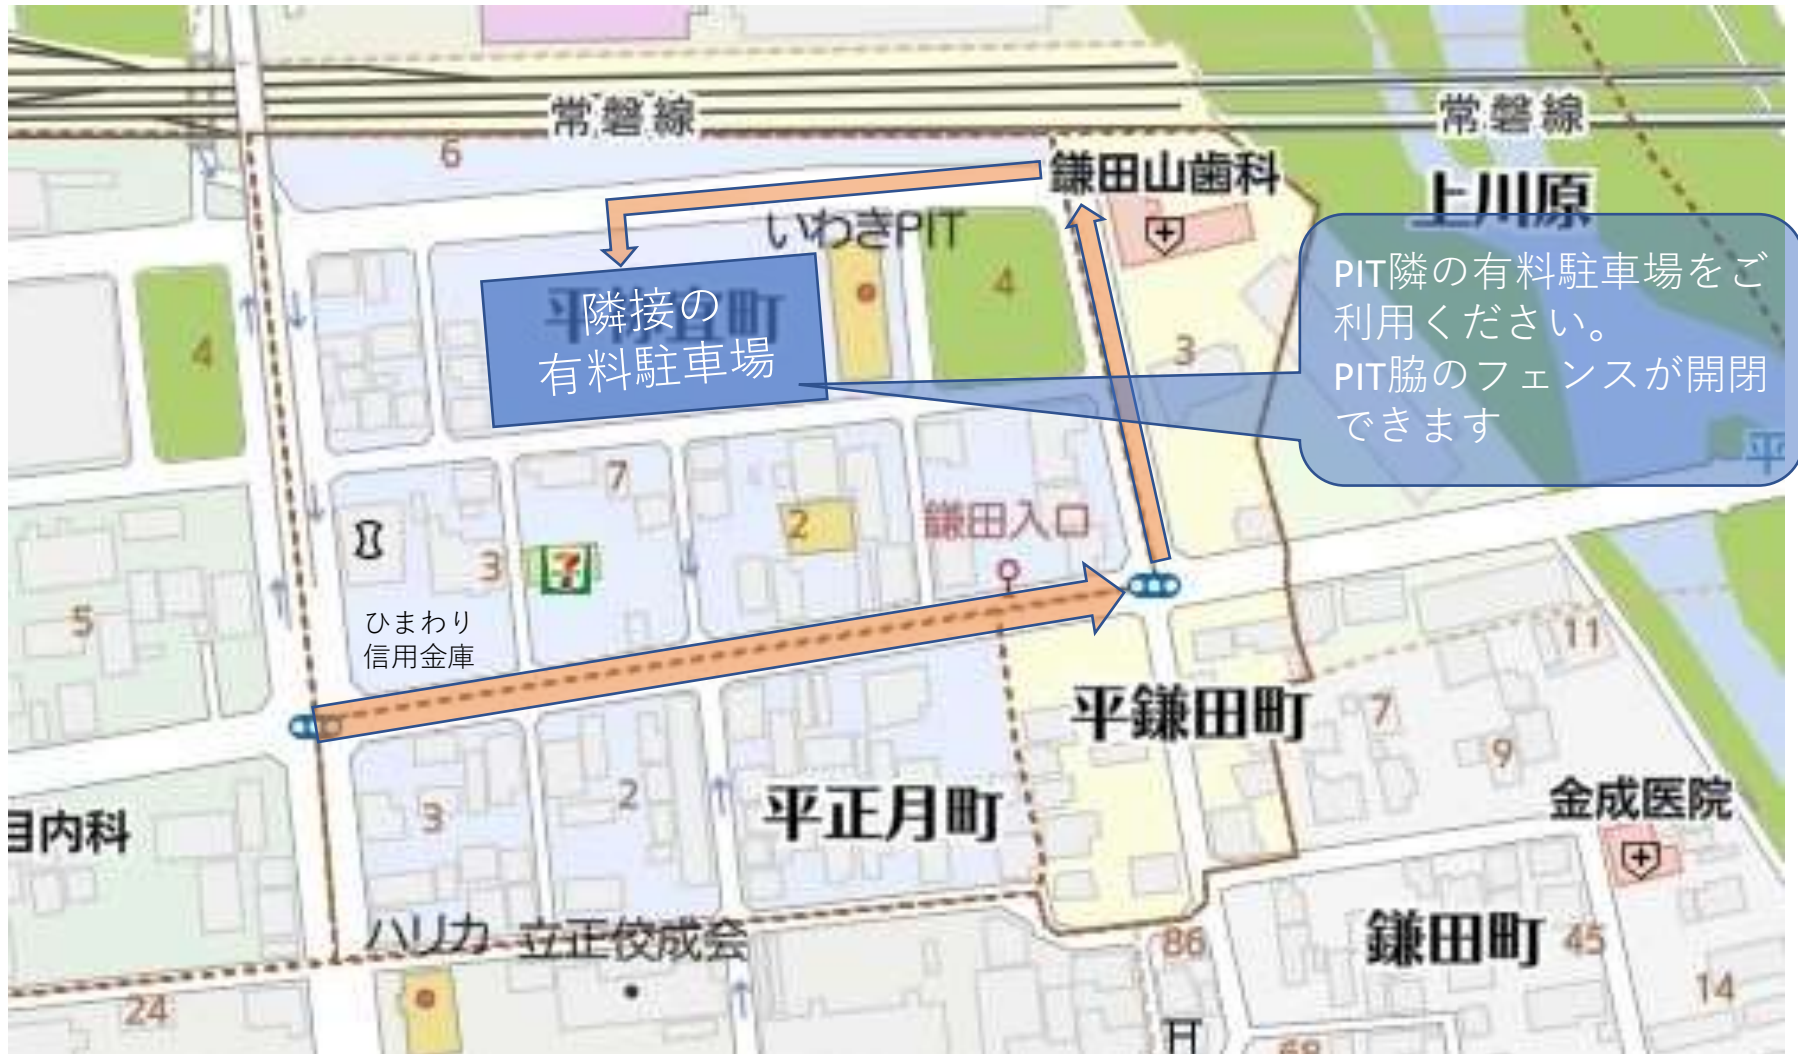 常磐線
常磐線
6
鎌田山歯科
上川原
いわきPIT
4
PIT隣の有料駐車場をご
利用ください。
PIT脇のフェンスが開閉
できます
隣接の
有料駐車場
4
3
平
7
2
鎌田入口
3
7
ひまわり
信用金庫
5
11
平鎌田町
7
9
3
2
平正月町
金成医院
目内科
ハリカ
立正佼成会
86
鎌田町
45
24
14
68